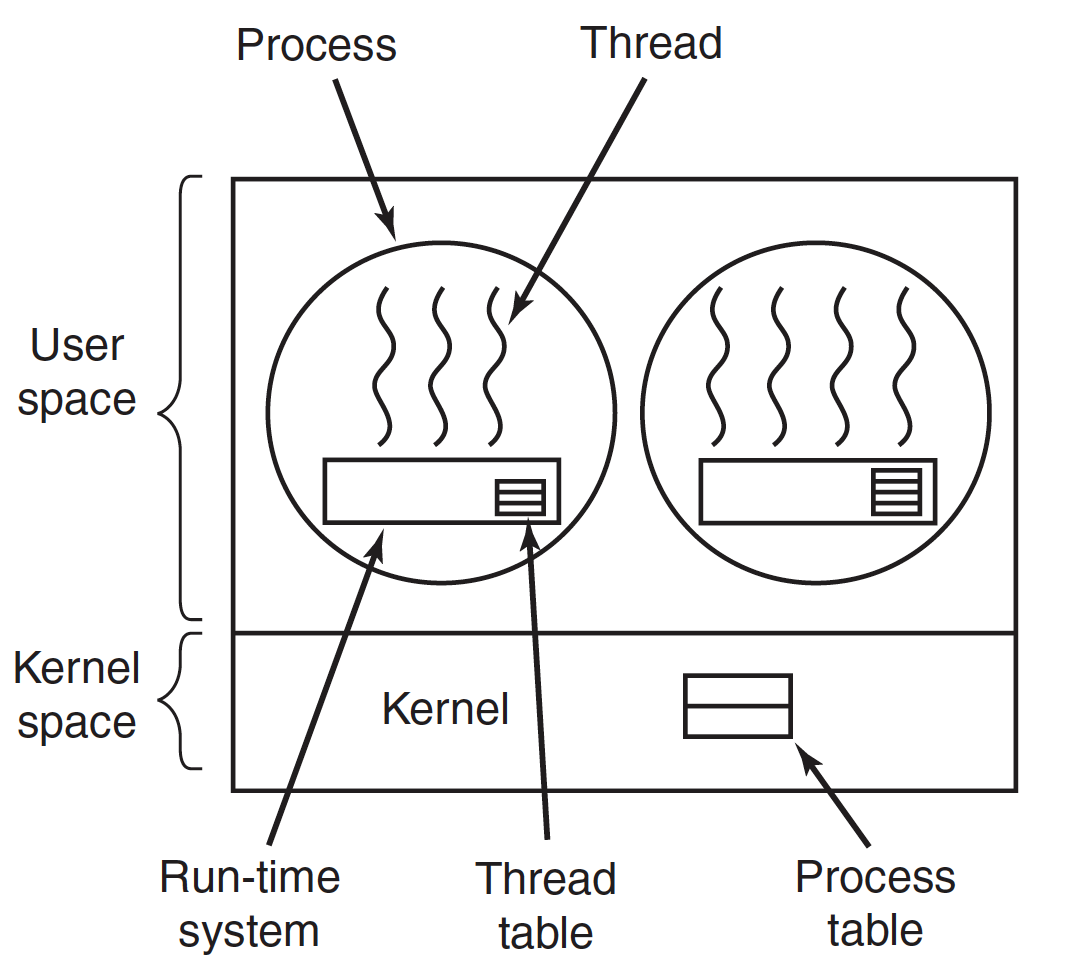 Process
Thread
User
space
Kernel
space
Kernel
Run-time
system
Thread
table
Process
table